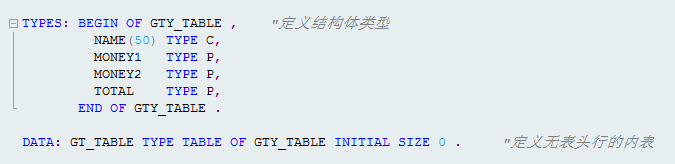 TYPES: BEGIN OF GTY_TABLE ,    "定义结构体类型
NAME(50) TYPE C,
MONEY1   TYPE P,
MONEY2   TYPE P,
TOTAL    TYPE P,
END OF GTY_TABLE .
DATA: GT_TABLE TYPE TABLE OF GTY_TABLE INITIAL SIZE 0 .     "定义无表头行的内表